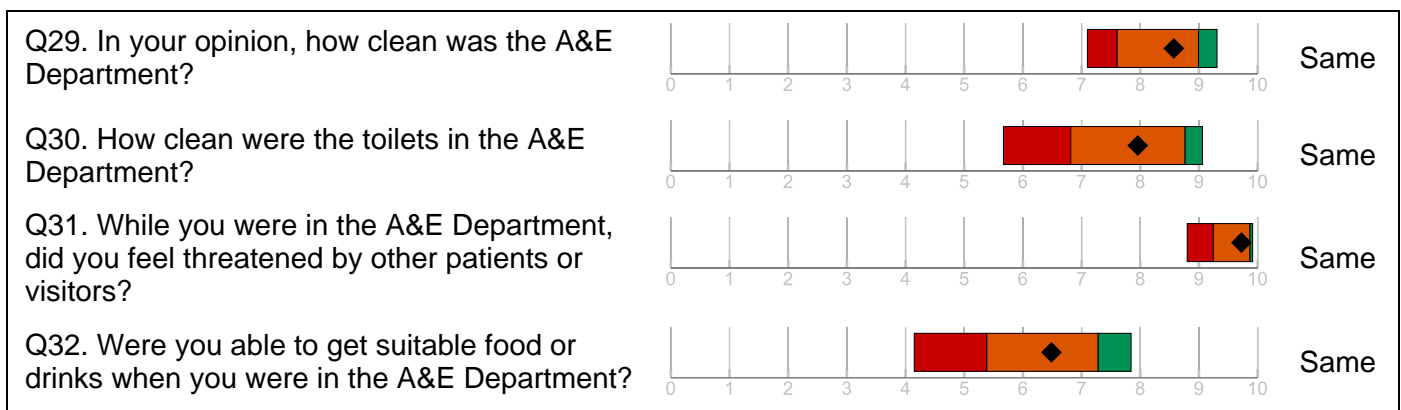 Q29. In your opinion, how clean was the A&E
Department?
Same
0 1 2 3 4 5 6 7 8 9 10
Q30. How clean were the toilets in the A&E
Department?
Same
0 1 2 3 4 5 6 7 8 9 10
Q31. While you were in the A&E Department,
did you feel threatened by other patients or
visitors?
Same
0 1 2 3 4 5 6 7 8 9 10
Q32. Were you able to get suitable food or
drinks when you were in the A&E Department?
Same
0 1 2 3 4 5 6 7 8 9 10